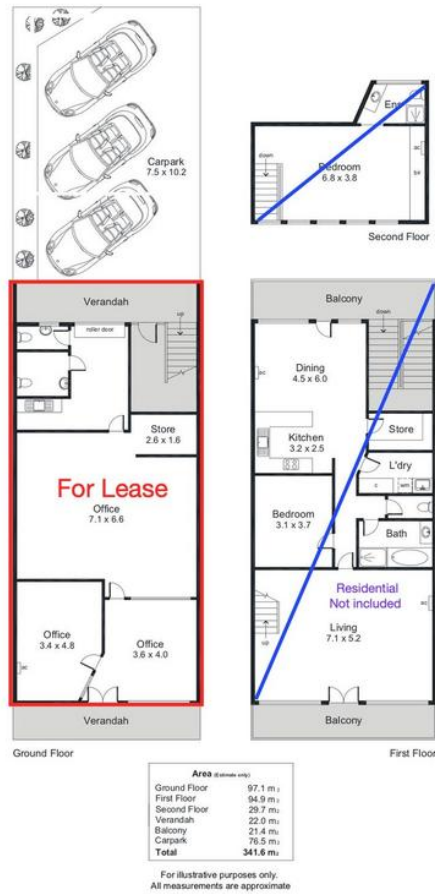 Carpark
7.5 x 10.2
down
Ens
Bedroom
6.8 x 3.8
ac
Second Floor
Verandah
roller door
up
Store
2.6 x 1.6
For Lease
Office
7.1 x 6.6
Office
3.4 x 4.8
ac
Office
3.6 x 4.0
Verandah
Ground Floor
Balcony
down
Dining
4.5 x 6.0
ac
Kitchen
3.2 x 2.5
Store
L'dry
c
wm
Bedroom
3.1 x 3.7
Bath
Residential
Not included
ac
Living
7.1 x 5.2
up
Balcony
First Floor
Area (Estimate only)
Ground Floor 97.1 m2
First Floor 94.9 m2
Second Floor 29.7 m2
Verandah 22.0 m2
Balcony 21.4 m2
Carpark 76.5 m2
Total 341.6 m2
For illustrative purposes only.
All measurements are approximate